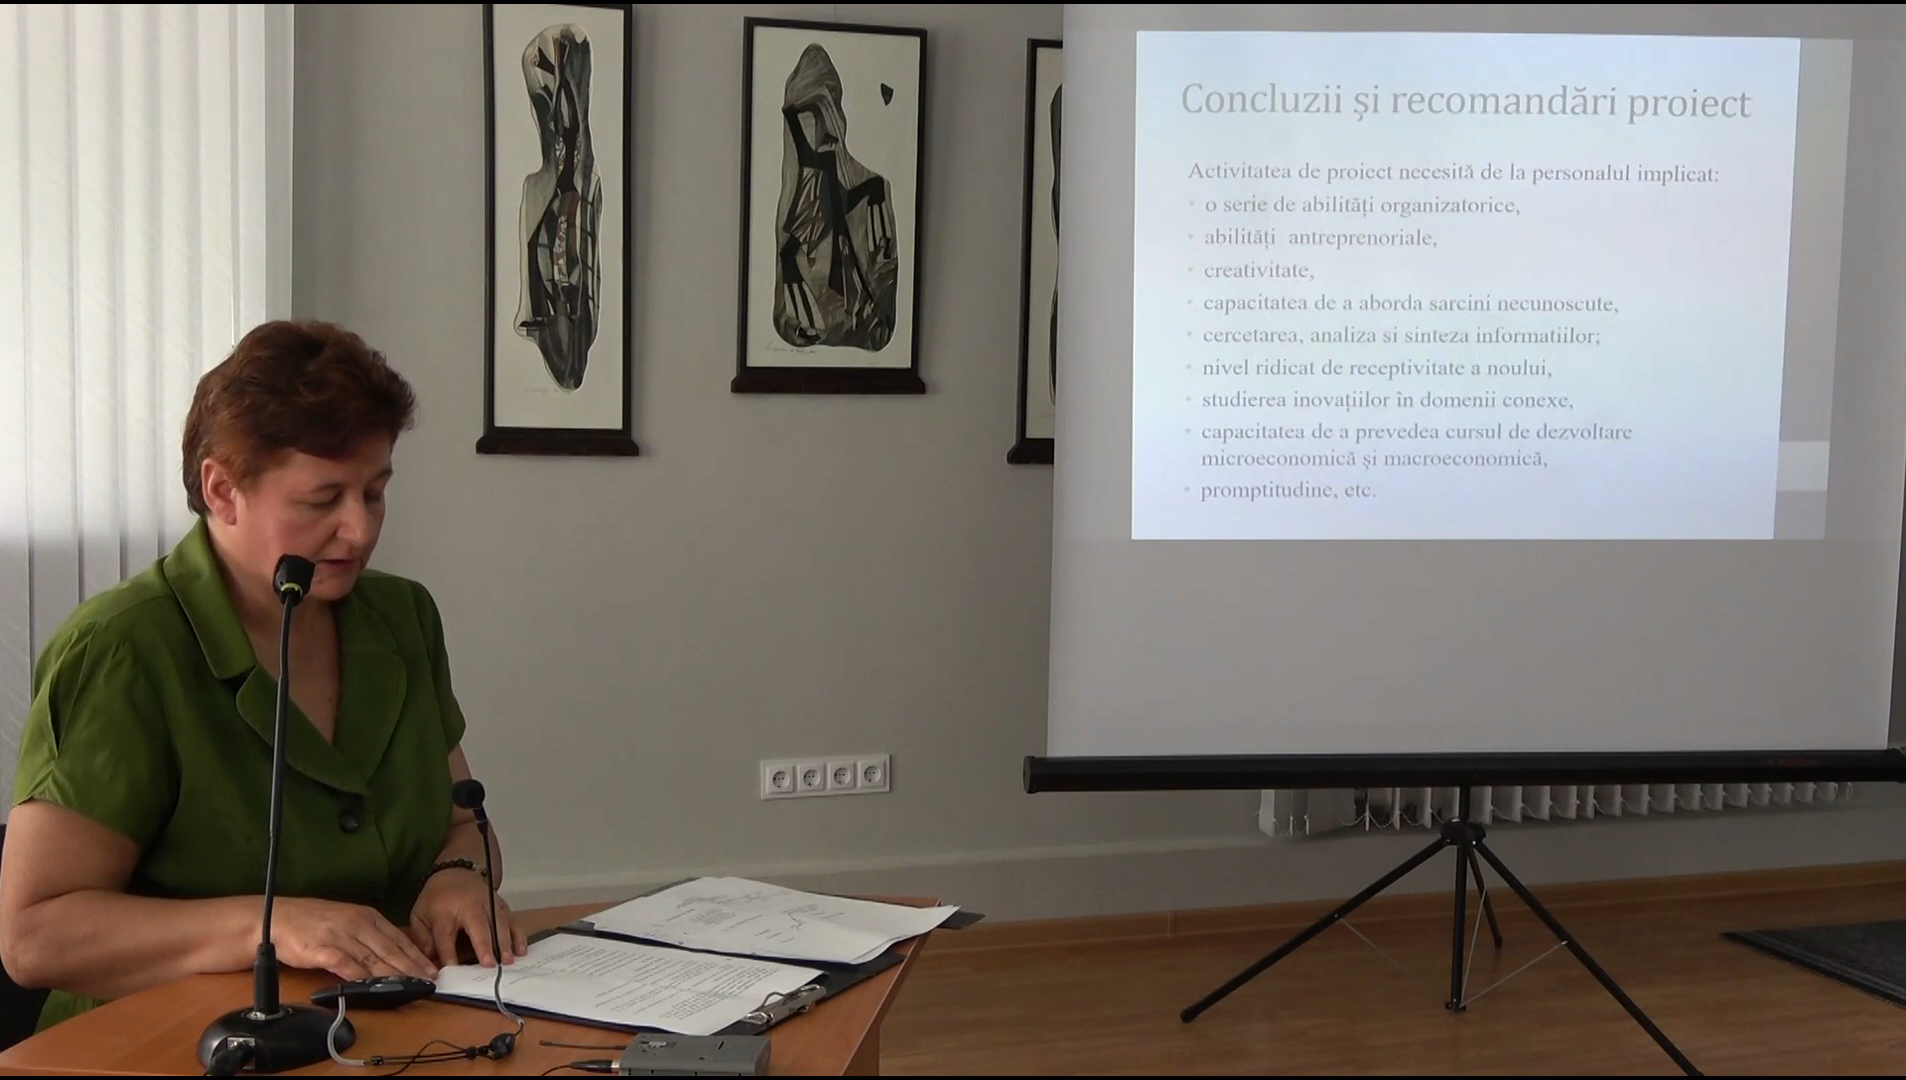 Concluzii și recomandări proiect
Activitatea de proiect necesită de la personalul implicat:
• o serie de abilități organizatorice,
• abilități antreprenoriale,
• creativitate,
• capacitatea de a aborda sarcini necunoscute,
• cercetarea, analiza si sinteza informatiilor;
• nivel ridicat de receptivitate a noului,
• studierea inovațiilor în domenii conexe,
• capacitatea de a prevedea cursul de dezvoltare
microeconomică și macroeconomică,
• promptitudine, etc.